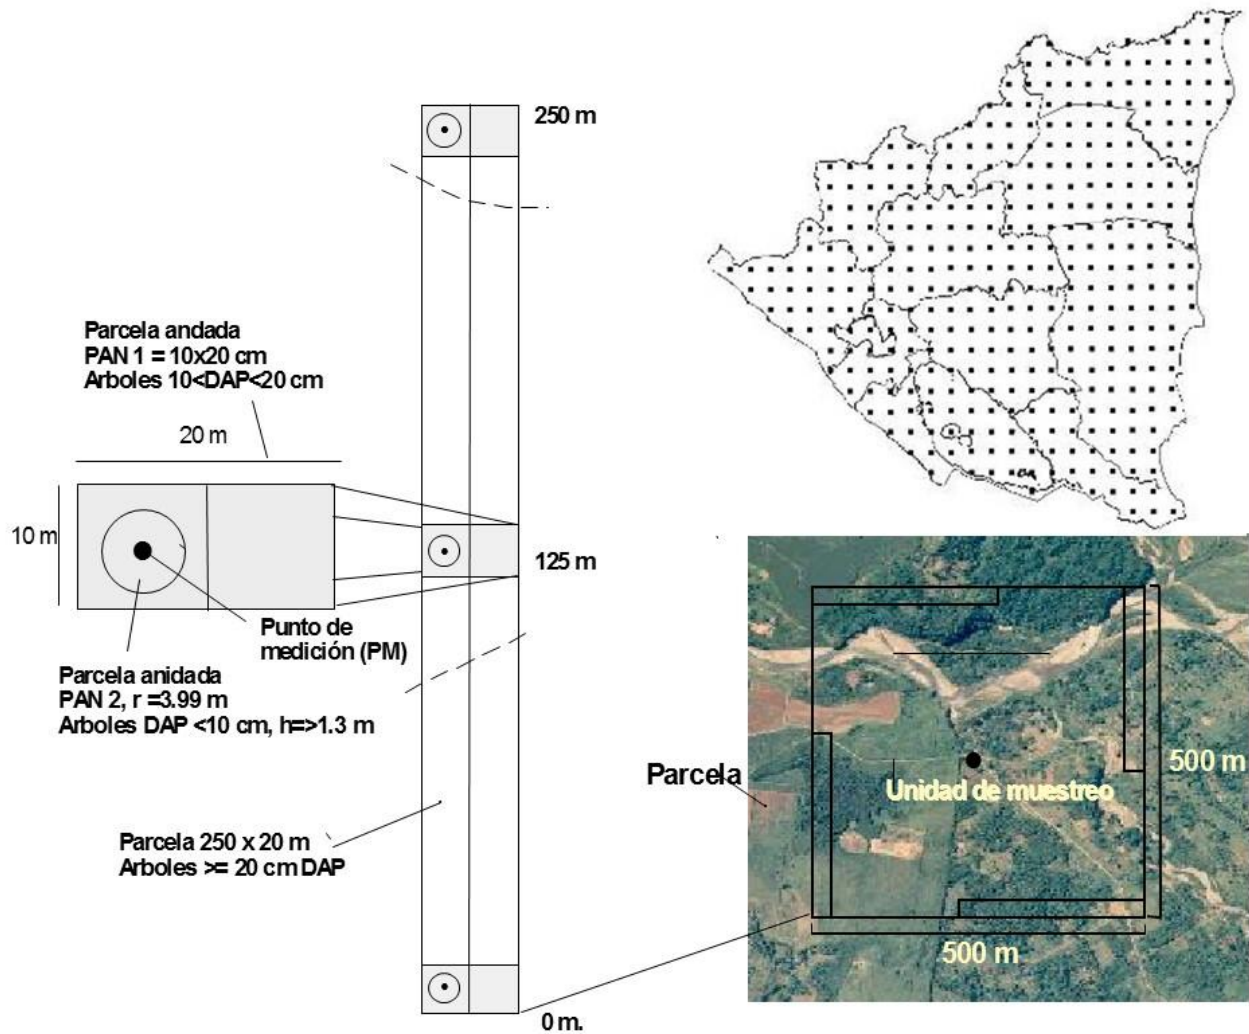 250 m
Parcela andada
PAN 1 = 10x20 cm
Arboles 10<DAP<20 cm
20 m
10 m
125 m
Punto de
medición (PM)
Parcela anidada
PAN 2, r =3.99 m
Arboles DAP <10 cm, h=>1.3 m
Parcela 250 x 20 m
Arboles >= 20 cm DAP
0 m.
Parcela
Unidad de muestreo
500 m
500 m